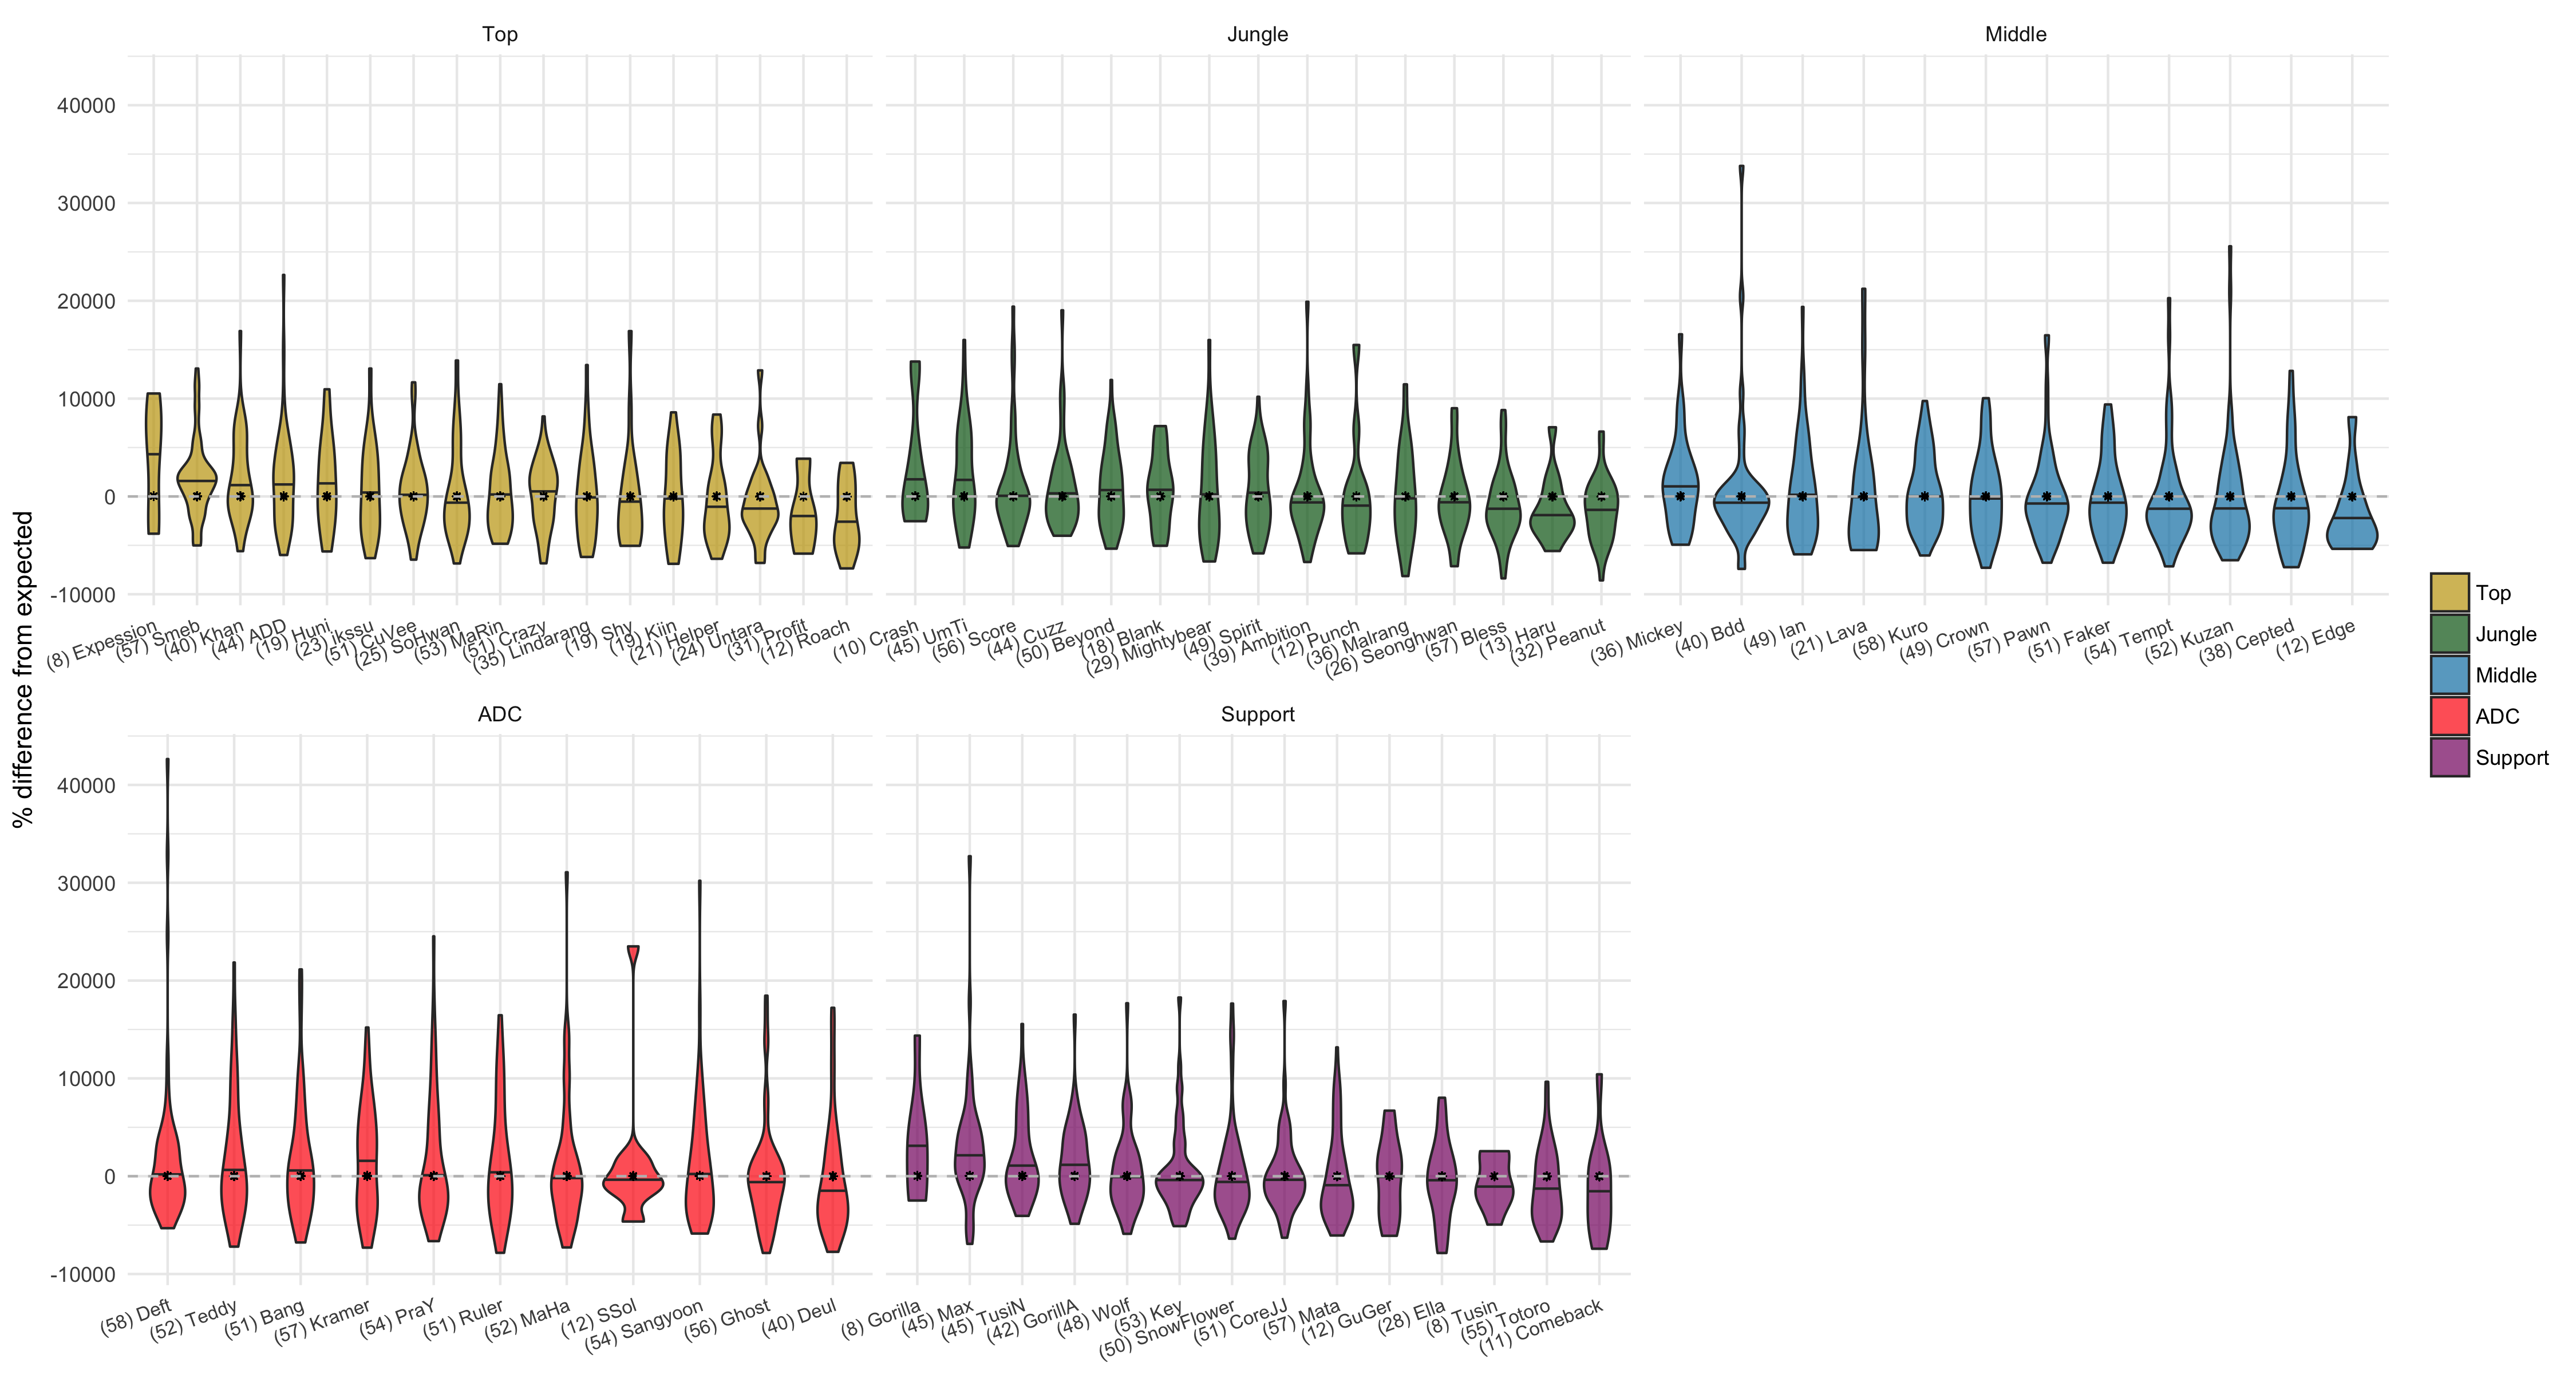 Top
Jungle
Middle
40000
30000
20000
10000
0
-10000
(8) Expession
(57) Smeb
(40) Khan
(44) ADD
(19) Huni
(23) ikssu
(51) CuVee
(25) SoHwan
(53) MaRin
(51) Crazy
(35) Lindarang
(19) Shy
(19) Kiin
(21) Helper
(24) Untara
(31) Profit
(12) Roach
(10) Crash
(45) UmTi
(56) Score
(44) Cuzz
(50) Beyond
(18) Blank
(29) Mightybear
(49) Spirit
(39) Ambition
(12) Punch
(36) Malrang
(26) Seonghwan
(57) Bless
(13) Haru
(32) Peanut
(36) Mickey
(40) Bdd
(49) Ian
(21) Lava
(58) Kuro
(49) Crown
(57) Pawn
(51) Faker
(54) Tempt
(52) Kuzan
(38) Cepted
(12) Edge
% difference from expected
ADC
Support
40000
30000
20000
10000
0
-10000
(58) Deft
(52) Teddy
(51) Bang
(57) Kramer
(54) PraY
(51) Ruler
(52) MaHa
(12) SSol
(54) Sangyoon
(56) Ghost
(40) Deul
(8) Gorilla
(45) Max
(45) TusiN
(42) GorillA
(48) Wolf
(53) Key
(50) SnowFlower
(51) CoreJJ
(57) Mata
(12) GuGer
(28) Ella
(8) Tusin
(55) Totoro
(11) Comeback
Top
Jungle
Middle
ADC
Support